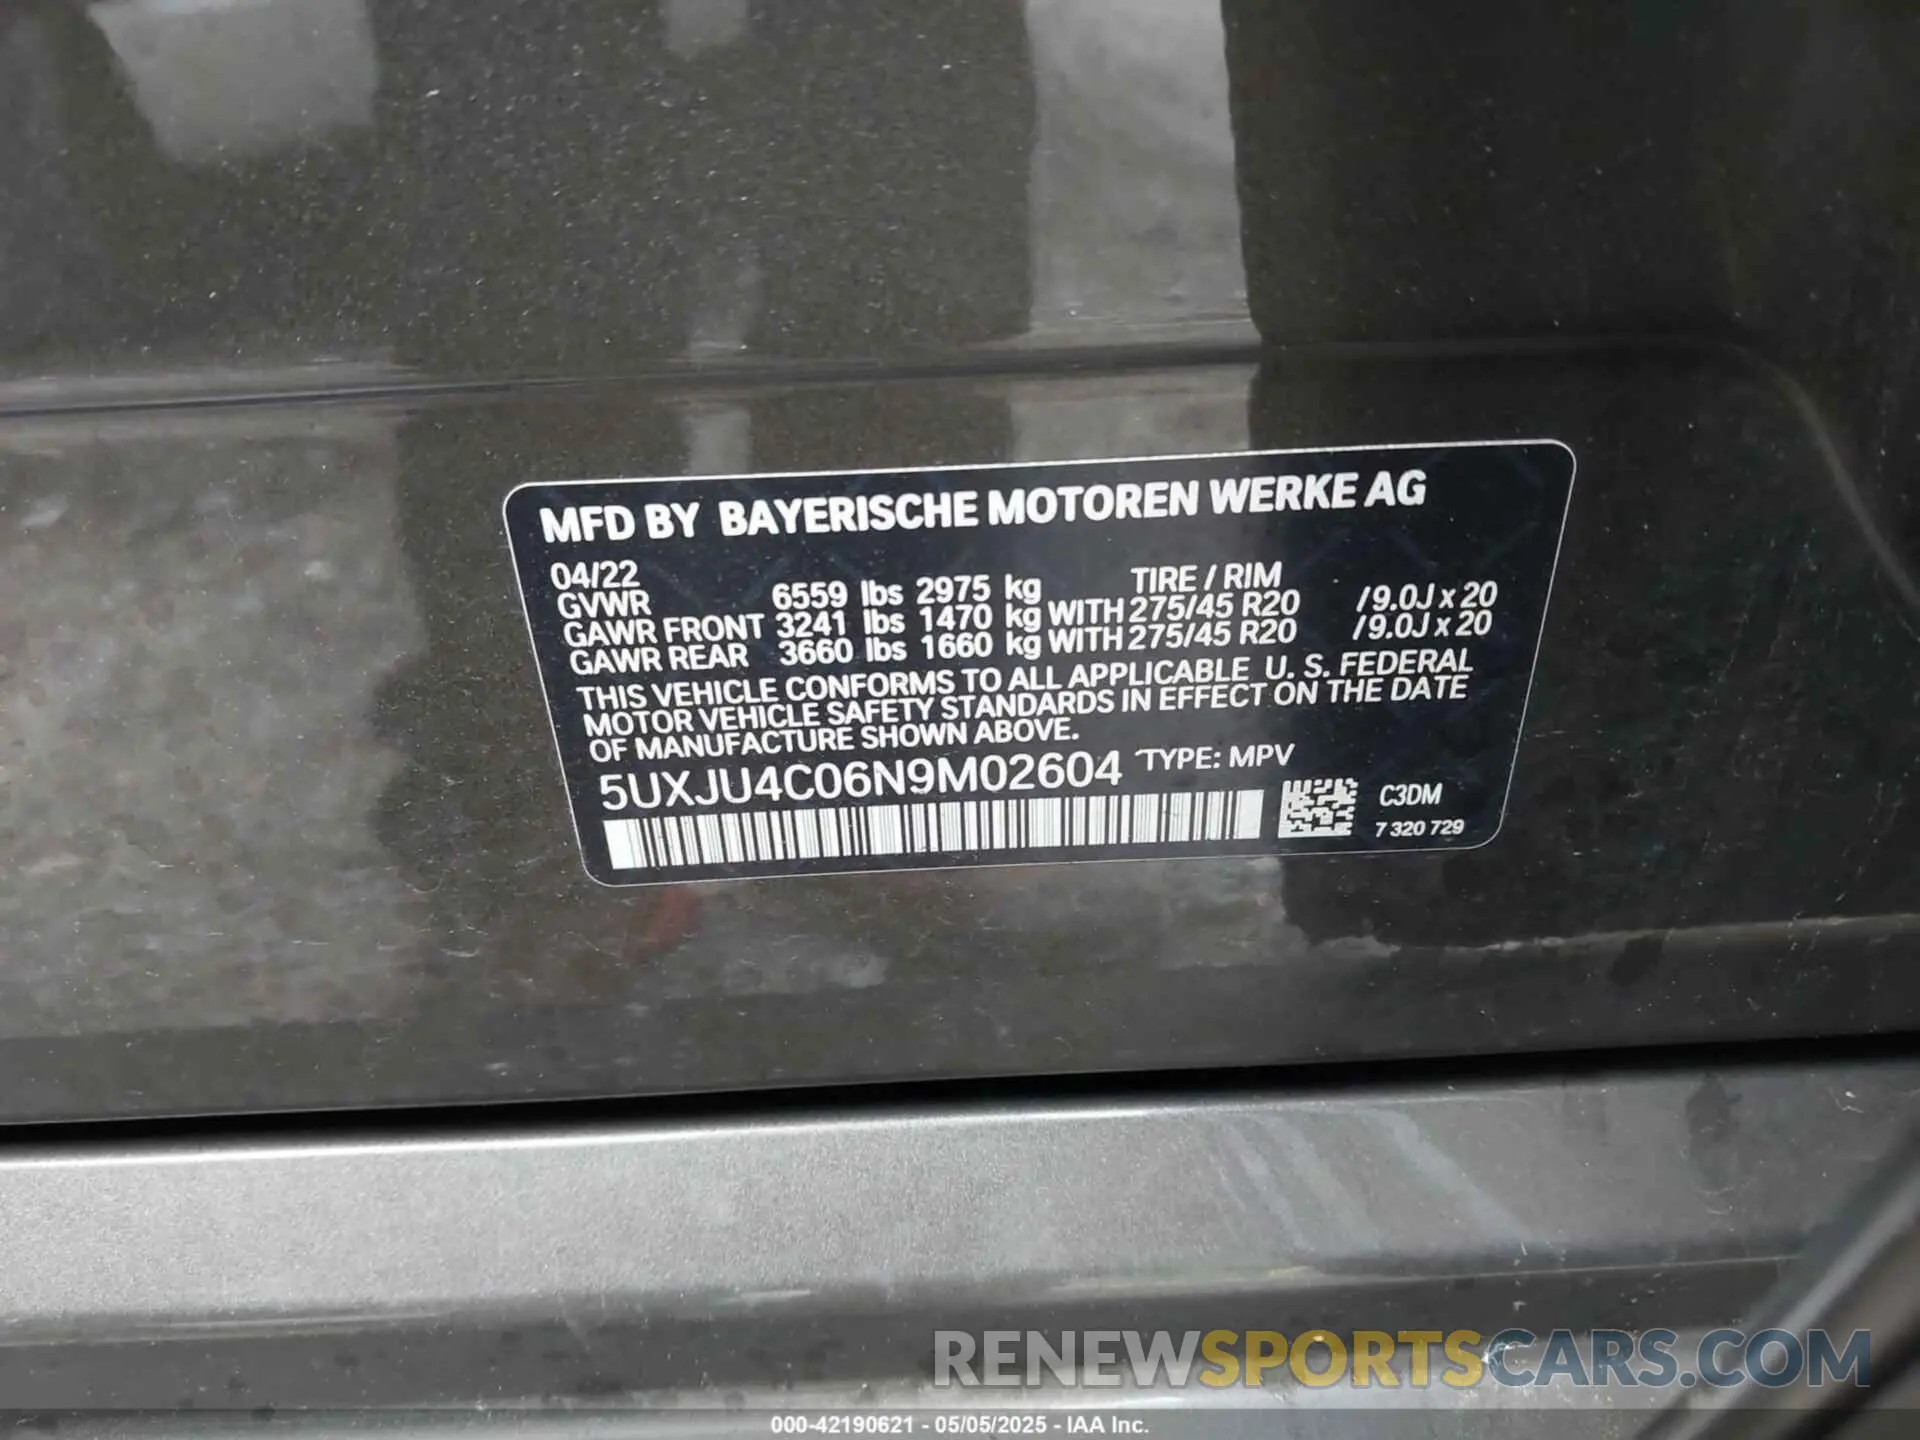 MFD BY BAYERISCHE MOTOREN WERKE AG
04/22 TIRE / RIM
GVWR 6559 lbs 2975 kg
GAWR FRONT 3241 lbs 1470 kg WITH 275/45 R20 /9.0J x 20
GAWR REAR 3660 lbs 1660 kg WITH 275/45 R20 /9.0J x 20
THIS VEHICLE CONFORMS TO ALL APPLICABLE U. S. FEDERAL
MOTOR VEHICLE SAFETY STANDARDS IN EFFECT ON THE DATE
OF MANUFACTURE SHOWN ABOVE.
5UXJU4C06N9M02604 TYPE: MPV
C3DM
7 320 729
RENEWSPORTSCARS.COM
000-42190621 - 05/05/2025 - IAA Inc.